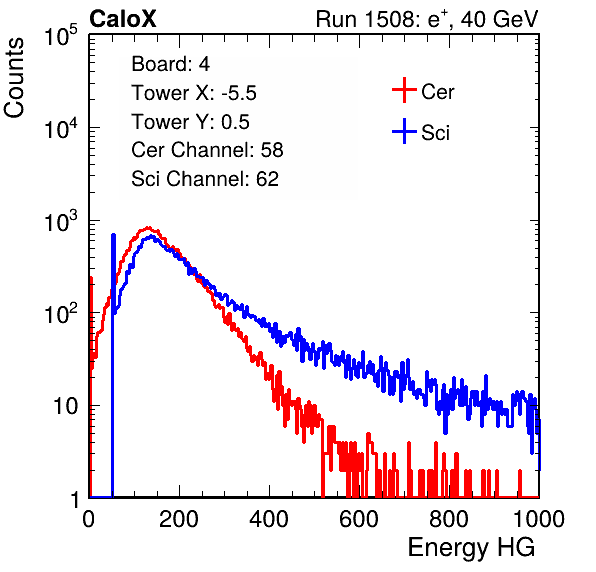 CaloX Run 1508: e⁺, 40 GeV
Counts
Board: 4
Tower X: -5.5
Tower Y: 0.5
Cer Channel: 58
Sci Channel: 62
Cer
Sci
10⁵
10⁴
10³
10²
10
1
0 200 400 600 800 1000
Energy HG